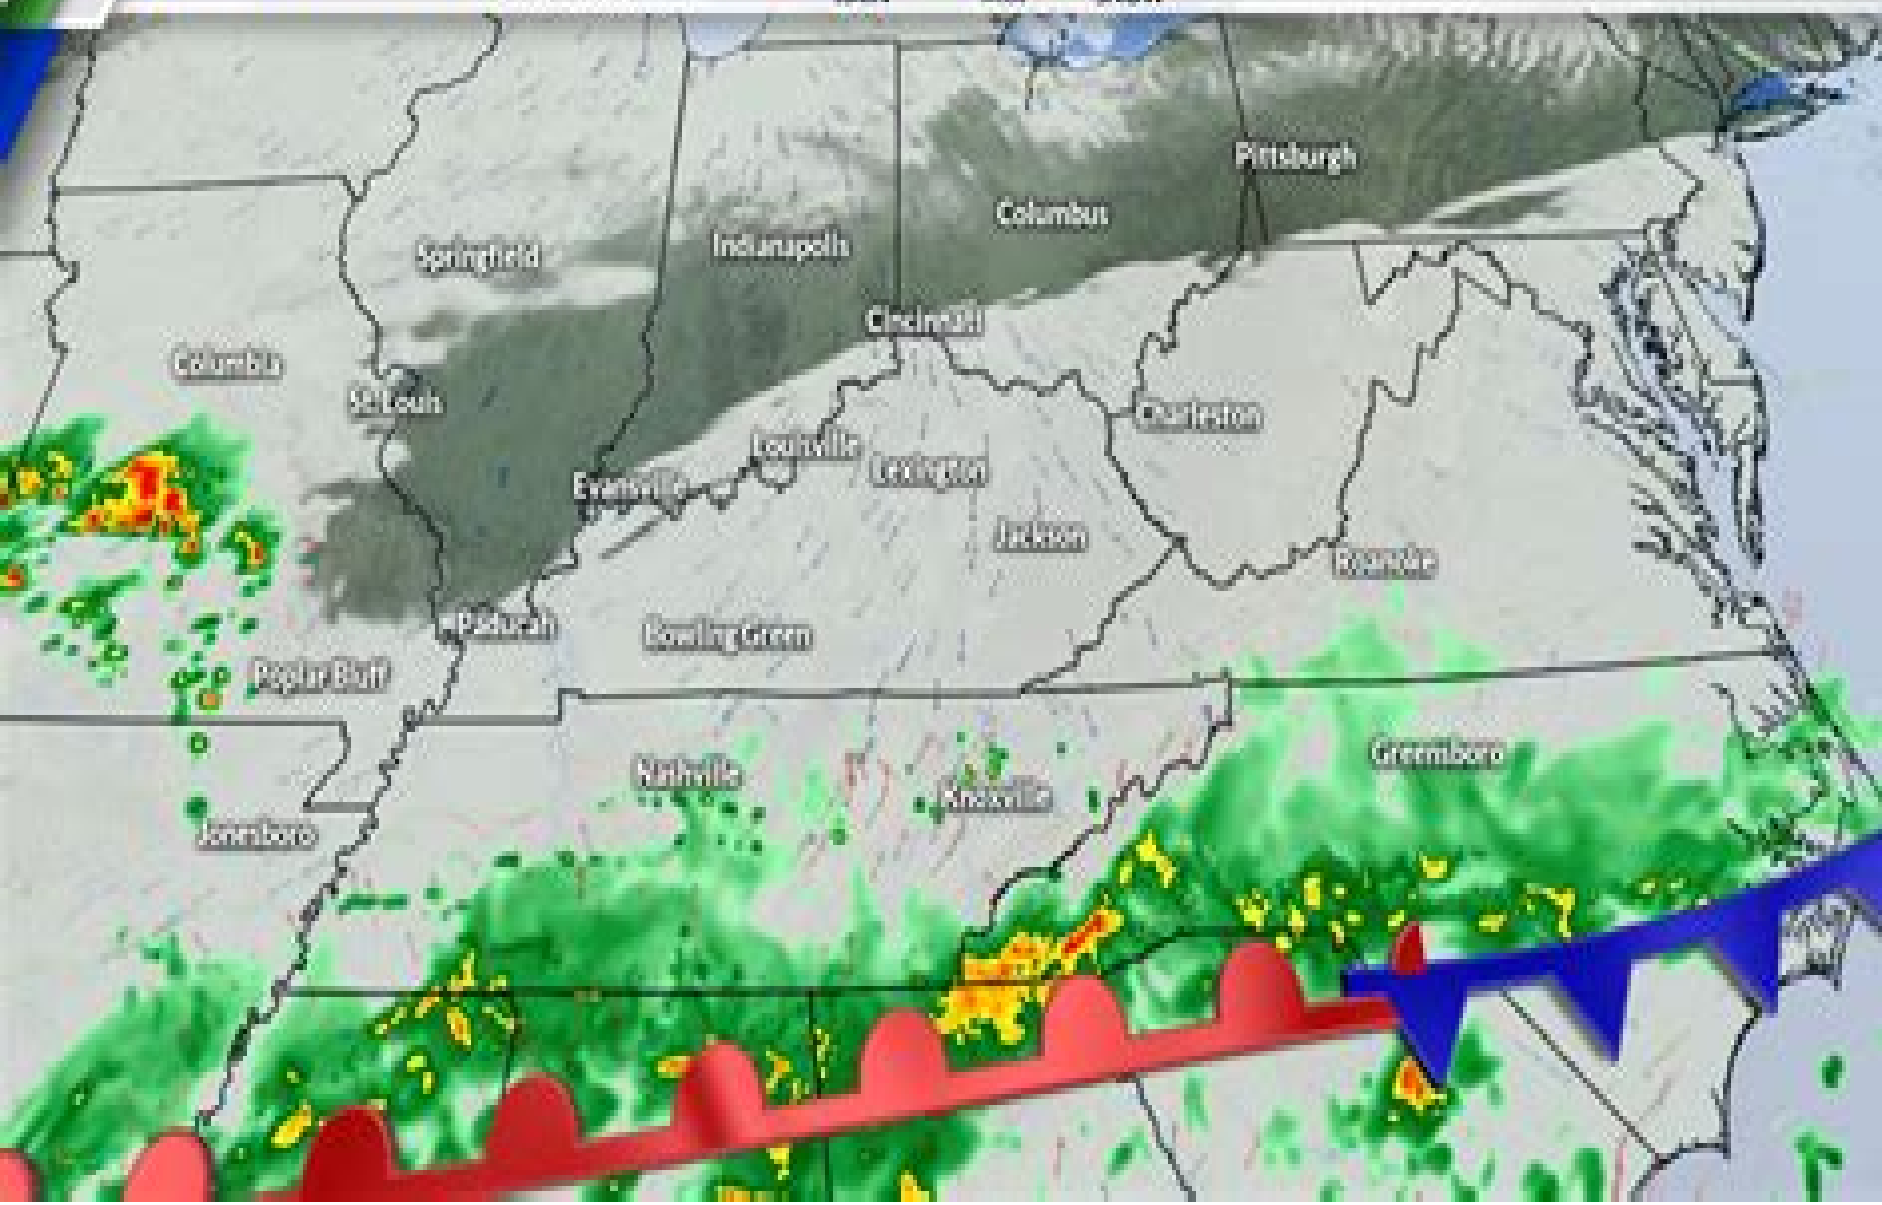 Pittsburgh
Columbus
Indianapolis
Springfield
Cincinnati
Columbia
St. Louis
Charleston
Louisville
Lexington
Evansville
Jackson
Roanoke
Paducah
Bowling Green
Poplar Bluff
Greensboro
Nashville
Knoxville
Jonesboro